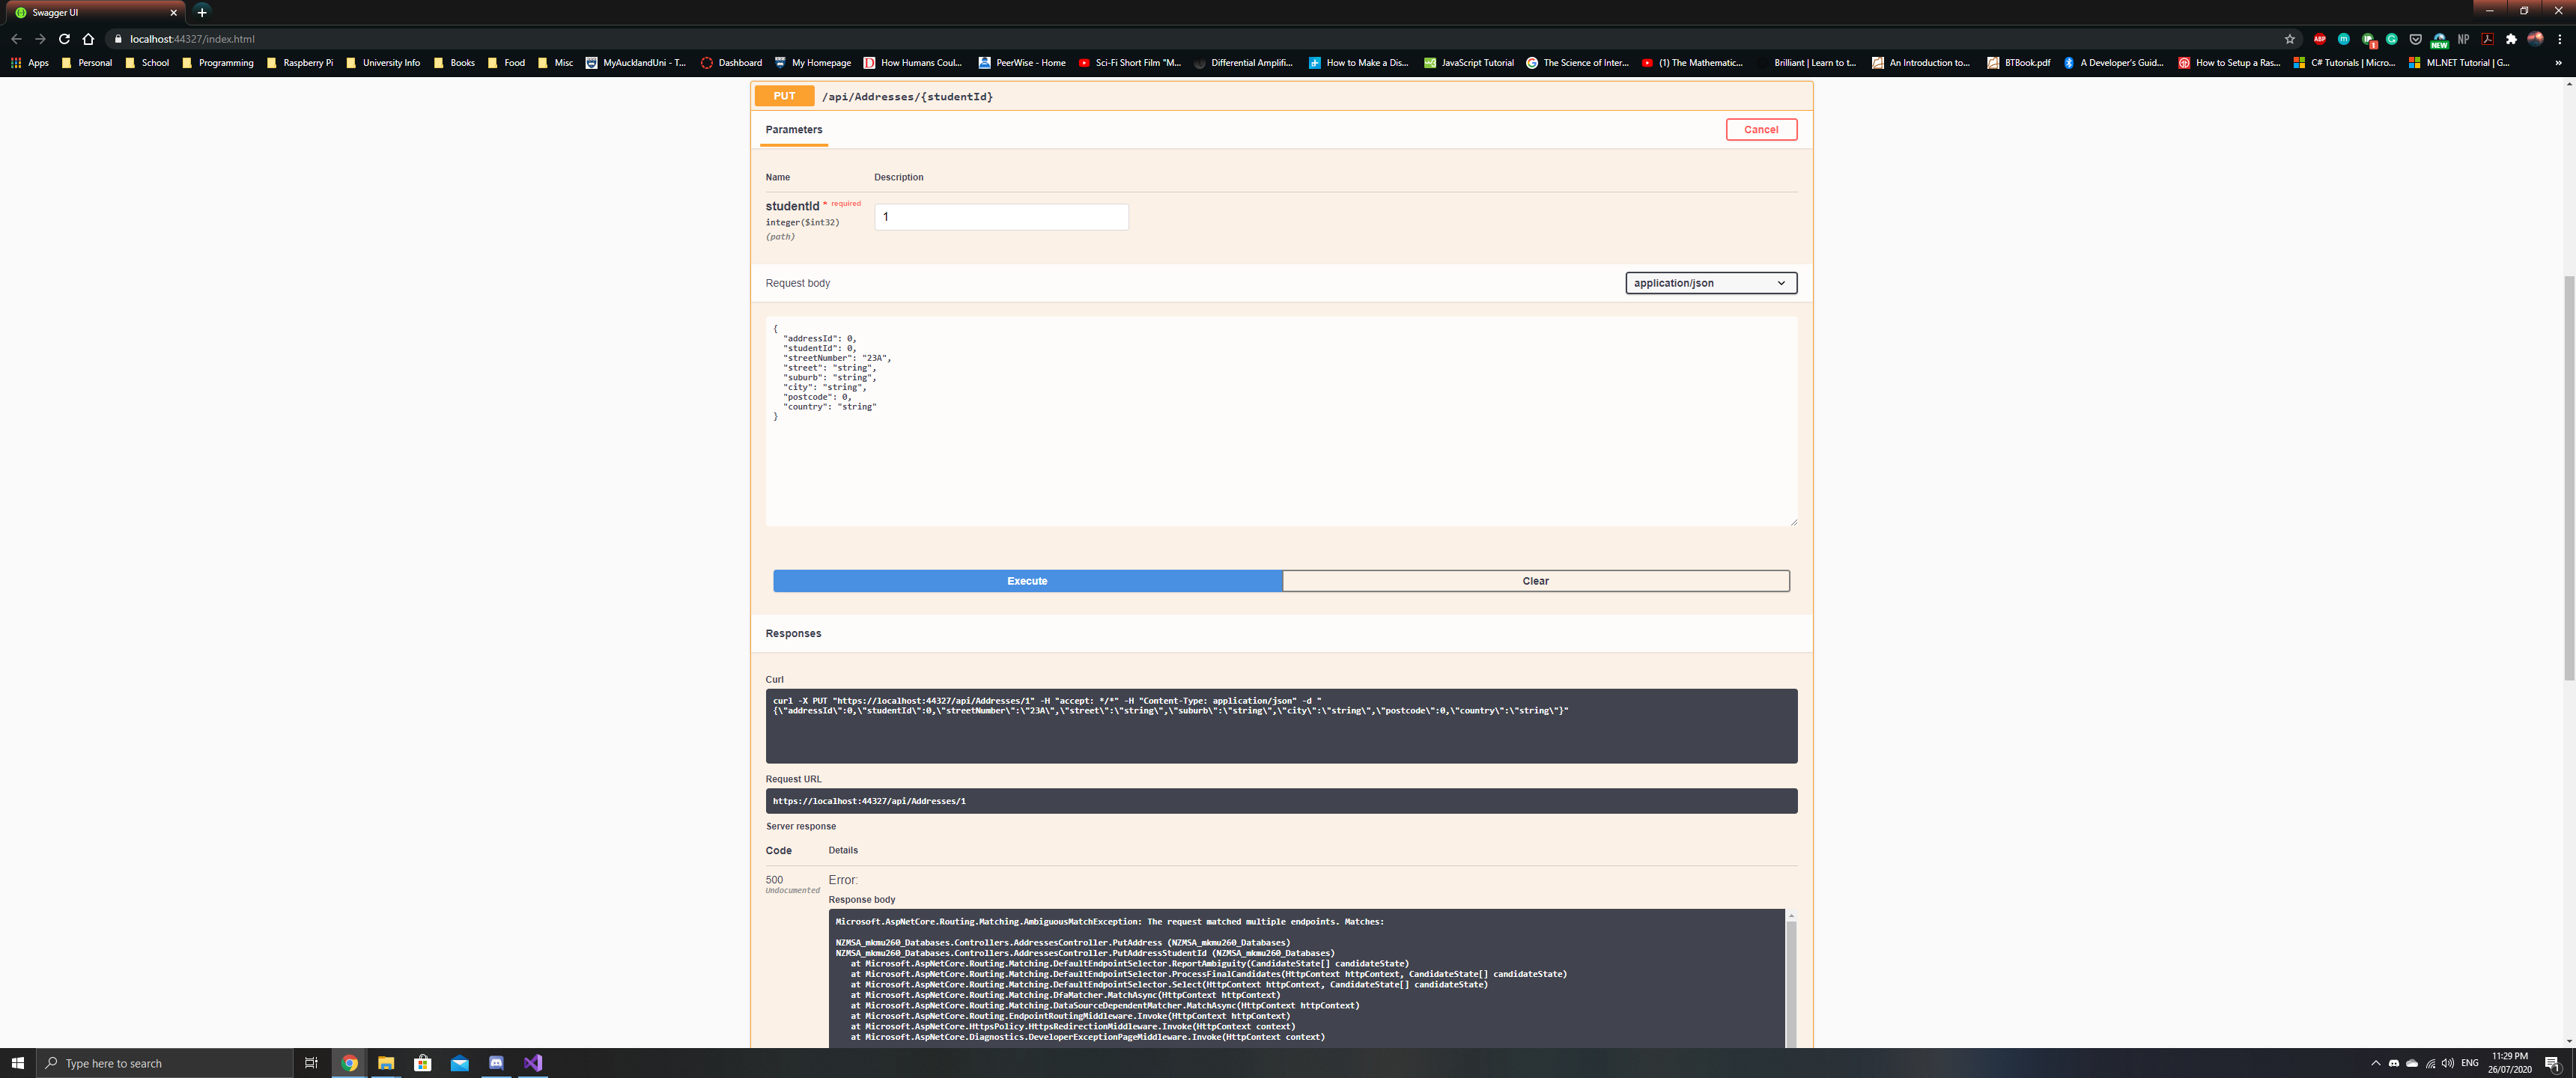 Swagger UI
localhost:44327/index.html
ABP
m
1
NEW
NP
Apps Personal School Programming Raspberry Pi University Info Books Food Misc MyAucklandUni - T... Dashboard My Homepage How Humans Coul... PeerWise - Home Sci-Fi Short Film "M... Differential Amplifi... How to Make a Dis... JavaScript Tutorial The Science of Inter... (1) The Mathematic... Brilliant | Learn to t... An Introduction to... BTBook.pdf A Developer's Guid... How to Setup a Ras... C# Tutorials | Micro... ML.NET Tutorial | G... »
PUT /api/Addresses/{studentId}
Parameters Cancel
Name Description
studentId * required
integer($int32)
(path)
1
Request body application/json
{
"addressId": 0,
"studentId": 0,
"streetNumber": "23A",
"street": "string",
"suburb": "string",
"city": "string",
"postcode": 0,
"country": "string"
}
Execute Clear
Responses
Curl
curl -X PUT "https://localhost:44327/api/Addresses/1" -H "accept: */*" -H "Content-Type: application/json" -d "
{\"addressId\":0,\"studentId\":0,\"streetNumber\":\"23A\",\"street\":\"string\",\"suburb\":\"string\",\"city\":\"string\",\"postcode\":0,\"country\":\"string\"}"
Request URL
https://localhost:44327/api/Addresses/1
Server response
Code Details
500 Error:
Undocumented
Response body
Microsoft.AspNetCore.Routing.Matching.AmbiguousMatchException: The request matched multiple endpoints. Matches:
NZMSA_mkmu260_Databases.Controllers.AddressesController.PutAddress (NZMSA_mkmu260_Databases)
NZMSA_mkmu260_Databases.Controllers.AddressesController.PutAddressStudentId (NZMSA_mkmu260_Databases)
at Microsoft.AspNetCore.Routing.Matching.DefaultEndpointSelector.ReportAmbiguity(CandidateState[] candidateState)
at Microsoft.AspNetCore.Routing.Matching.DefaultEndpointSelector.ProcessFinalCandidates(HttpContext httpContext, CandidateState[] candidateState)
at Microsoft.AspNetCore.Routing.Matching.DefaultEndpointSelector.Select(HttpContext httpContext, CandidateState[] candidateState)
at Microsoft.AspNetCore.Routing.Matching.DfaMatcher.MatchAsync(HttpContext httpContext)
at Microsoft.AspNetCore.Routing.Matching.DataSourceDependentMatcher.MatchAsync(HttpContext httpContext)
at Microsoft.AspNetCore.Routing.EndpointRoutingMiddleware.Invoke(HttpContext httpContext)
at Microsoft.AspNetCore.HttpsPolicy.HttpsRedirectionMiddleware.Invoke(HttpContext context)
at Microsoft.AspNetCore.Diagnostics.DeveloperExceptionPageMiddleware.Invoke(HttpContext context)
Type here to search
ENG
11:29 PM
26/07/2020
1